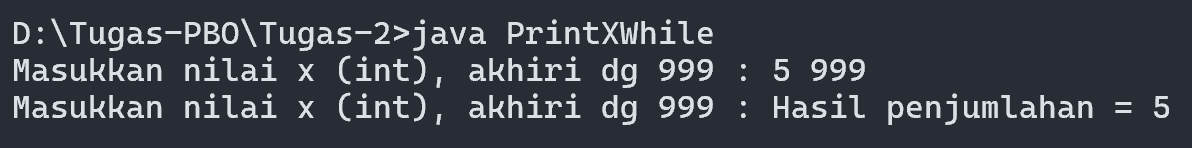 D:\Tugas-PBO\Tugas-2>java PrintXWhile
Masukkan nilai x (int), akhiri dg 999 : 5 999
Masukkan nilai x (int), akhiri dg 999 : Hasil penjumlahan = 5